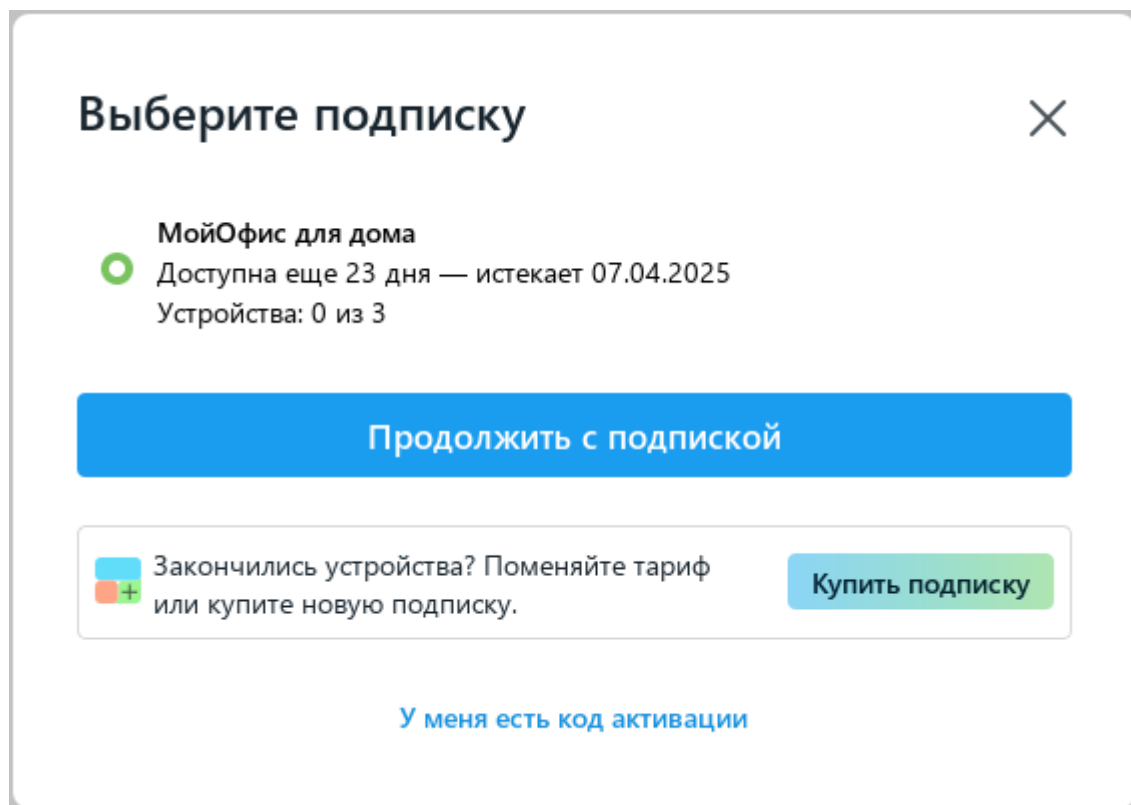 Выберите подписку
МойОфис для дома
Доступна еще 23 дня — истекает 07.04.2025
Устройства: 0 из 3
Продолжить с подпиской
Закончились устройства? Поменяйте тариф
или купите новую подписку.
Купить подписку
У меня есть код активации